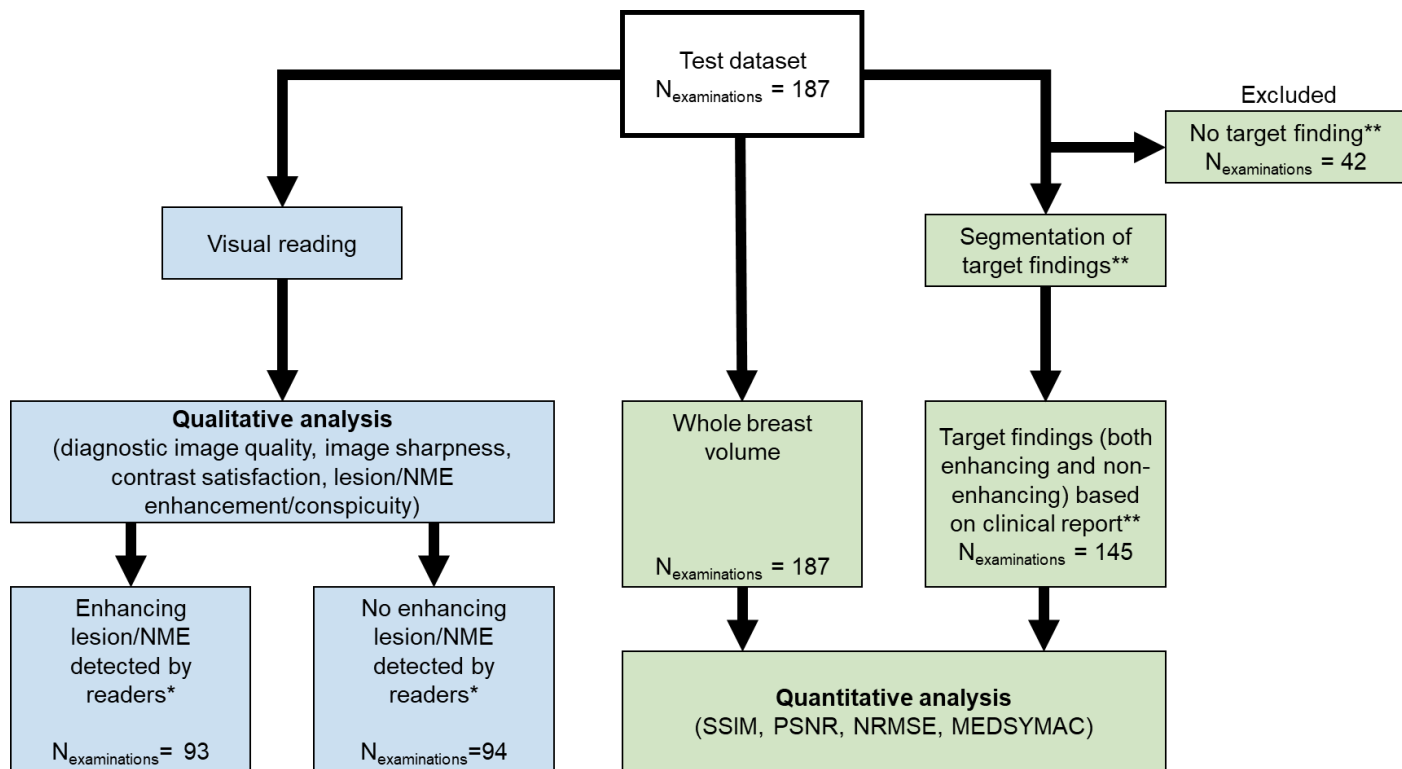 Test dataset
Nexaminations = 187
Excluded
No target finding**
Nexaminations = 42
Visual reading
Segmentation of
target findings**
Qualitative analysis
(diagnostic image quality, image sharpness,
contrast satisfaction, lesion/NME
enhancement/conspicuity)
Whole breast
volume
Nexaminations = 187
Target findings (both
enhancing and non-
enhancing) based
on clinical report**
Nexaminations = 145
Enhancing
lesion/NME
detected by
readers*
Nexaminations= 93
No enhancing
lesion/NME
detected by
readers*
Nexaminations=94
Quantitative analysis
(SSIM, PSNR, NRMSE, MEDSYMAC)